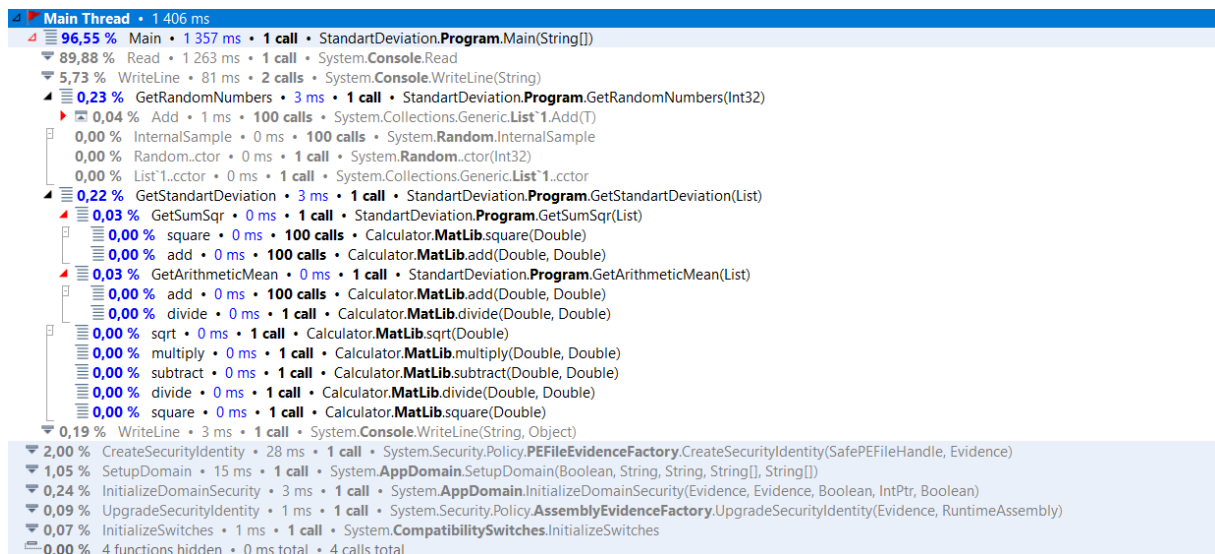 Main Thread • 1 406 ms
96,55 % Main • 1 357 ms • 1 call • StandartDeviation.Program.Main(String[])
89,88 % Read • 1 263 ms • 1 call • System.Console.Read
5,73 % WriteLine • 81 ms • 2 calls • System.Console.WriteLine(String)
0,23 % GetRandomNumbers • 3 ms • 1 call • StandartDeviation.Program.GetRandomNumbers(Int32)
0,04 % Add • 1 ms • 100 calls • System.Collections.Generic.List`1.Add(T)
0,00 % InternalSample • 0 ms • 100 calls • System.Random.InternalSample
0,00 % Random..ctor • 0 ms • 1 call • System.Random..ctor(Int32)
0,00 % List`1..cctor • 0 ms • 1 call • System.Collections.Generic.List`1..cctor
0,22 % GetStandartDeviation • 3 ms • 1 call • StandartDeviation.Program.GetStandartDeviation(List)
0,03 % GetSumSqr • 0 ms • 1 call • StandartDeviation.Program.GetSumSqr(List)
0,00 % square • 0 ms • 100 calls • Calculator.MatLib.square(Double)
0,00 % add • 0 ms • 100 calls • Calculator.MatLib.add(Double, Double)
0,03 % GetArithmeticMean • 0 ms • 1 call • StandartDeviation.Program.GetArithmeticMean(List)
0,00 % add • 0 ms • 100 calls • Calculator.MatLib.add(Double, Double)
0,00 % divide • 0 ms • 1 call • Calculator.MatLib.divide(Double, Double)
0,00 % sqrt • 0 ms • 1 call • Calculator.MatLib.sqrt(Double)
0,00 % multiply • 0 ms • 1 call • Calculator.MatLib.multiply(Double, Double)
0,00 % subtract • 0 ms • 1 call • Calculator.MatLib.subtract(Double, Double)
0,00 % divide • 0 ms • 1 call • Calculator.MatLib.divide(Double, Double)
0,00 % square • 0 ms • 1 call • Calculator.MatLib.square(Double)
0,19 % WriteLine • 3 ms • 1 call • System.Console.WriteLine(String, Object)
2,00 % CreateSecurityIdentity • 28 ms • 1 call • System.Security.Policy.PEFileEvidenceFactory.CreateSecurityIdentity(SafePEFileHandle, Evidence)
1,05 % SetupDomain • 15 ms • 1 call • System.AppDomain.SetupDomain(Boolean, String, String, String[], String[])
0,24 % InitializeDomainSecurity • 3 ms • 1 call • System.AppDomain.InitializeDomainSecurity(Evidence, Evidence, Boolean, IntPtr, Boolean)
0,09 % UpgradeSecurityIdentity • 1 ms • 1 call • System.Security.Policy.AssemblyEvidenceFactory.UpgradeSecurityIdentity(Evidence, RuntimeAssembly)
0,07 % InitializeSwitches • 1 ms • 1 call • System.CompatibilitySwitches.InitializeSwitches
0,00 % 4 functions hidden • 0 ms total • 4 calls total